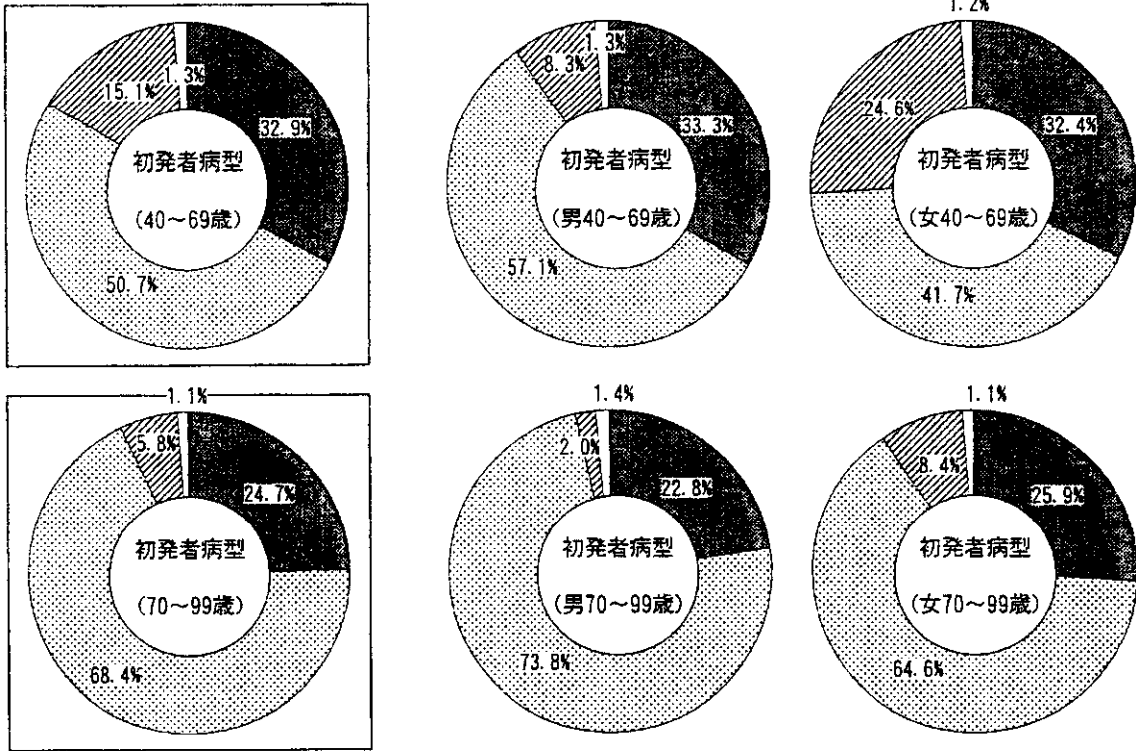 1.2%
15.1%
1.3%
32.9%
初発者病型
(40～69歳)
50.7%
8.3%
1.3%
33.3%
初発者病型
(男40～69歳)
57.1%
24.6%
32.4%
初発者病型
(女40～69歳)
41.7%
1.1%
5.8%
24.7%
初発者病型
(70～99歳)
68.4%
1.4%
2.0%
22.8%
初発者病型
(男70～99歳)
73.8%
1.1%
8.4%
25.9%
初発者病型
(女70～99歳)
64.6%